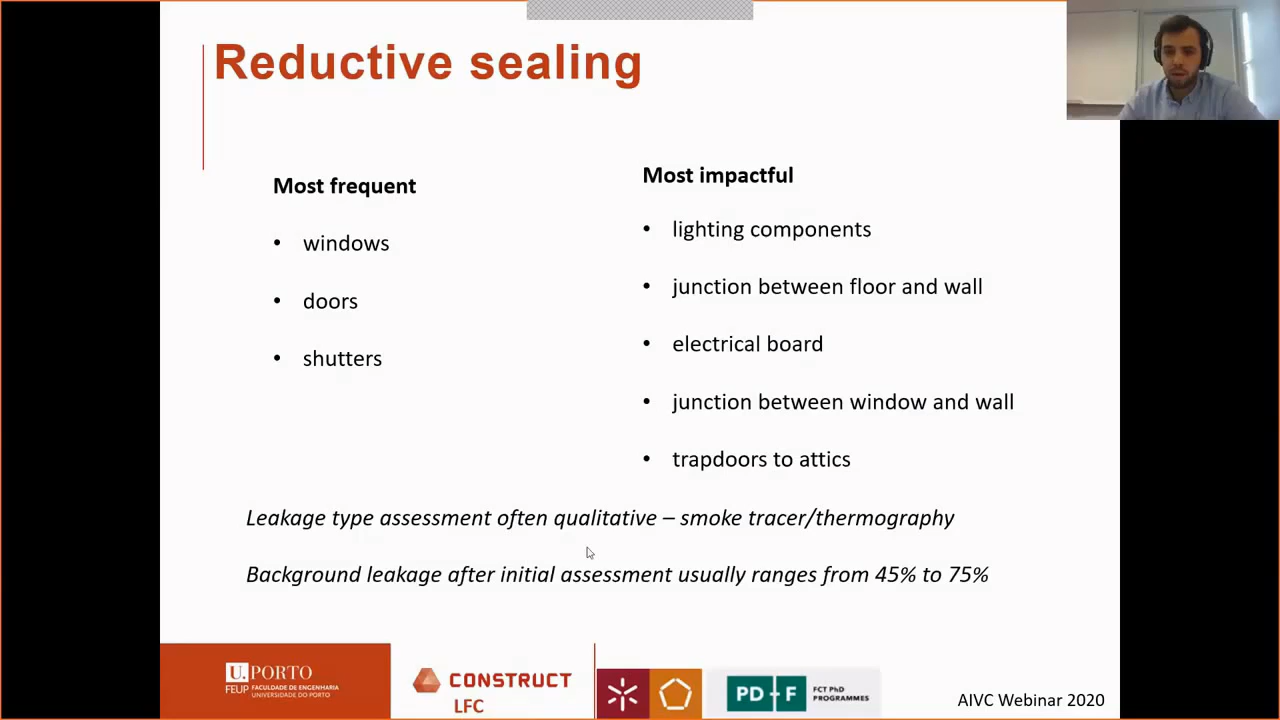 Reductive sealing
Most frequent
• windows
• doors
• shutters
Most impactful
• lighting components
• junction between floor and wall
• electrical board
• junction between window and wall
• trapdoors to attics
Leakage type assessment often qualitative – smoke tracer/thermography
Background leakage after initial assessment usually ranges from 45% to 75%
U.PORTO
FEUP FACULDADE DE ENGENHARIA
UNIVERSIDADE DO PORTO
CONSTRUCT
LFC
PD-F FCT PhD
PROGRAMMES
AIVC Webinar 2020